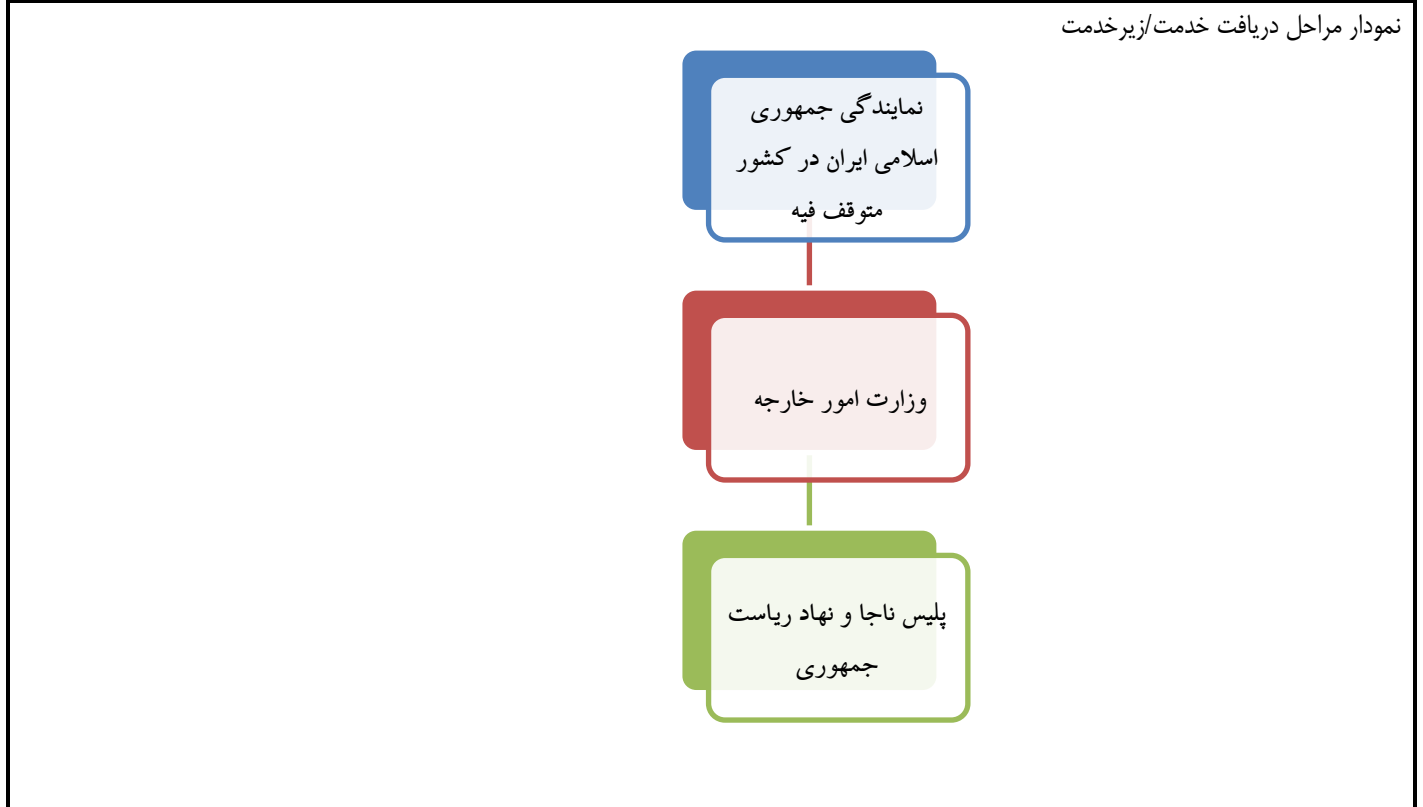 نمودار مراحل دریافت خدمت/زیرخدمت
نمایندگی جمهوری
اسلامی ایران در کشور
متوقف فیه
وزارت امور خارجه
پلیس ناجا و نهاد ریاست
جمهوری